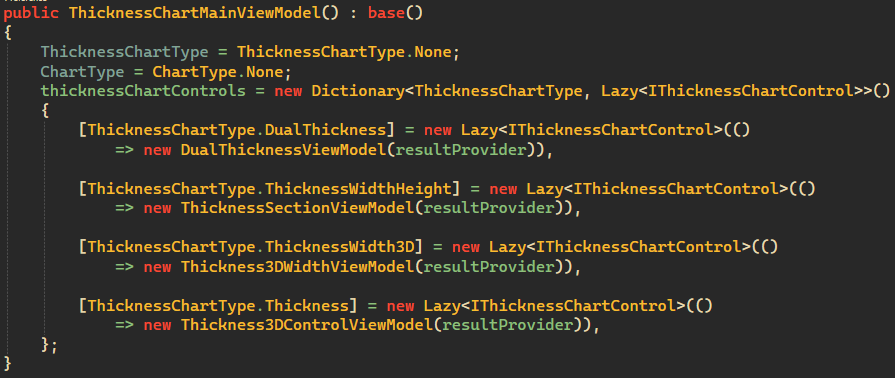 public ThicknessChartMainViewModel() : base()
{
    ThicknessChartType = ThicknessChartType.None;
    ChartType = ChartType.None;
    thicknessChartControls = new Dictionary<ThicknessChartType, Lazy<IThicknessChartControl>>()
    {
        [ThicknessChartType.DualThickness] = new Lazy<IThicknessChartControl>(()
            => new DualThicknessViewModel(resultProvider)),

        [ThicknessChartType.ThicknessWidthHeight] = new Lazy<IThicknessChartControl>(()
            => new ThicknessSectionViewModel(resultProvider)),

        [ThicknessChartType.ThicknessWidth3D] = new Lazy<IThicknessChartControl>(()
            => new Thickness3DWidthViewModel(resultProvider)),

        [ThicknessChartType.Thickness] = new Lazy<IThicknessChartControl>(()
            => new Thickness3DControlViewModel(resultProvider)),
    };
}